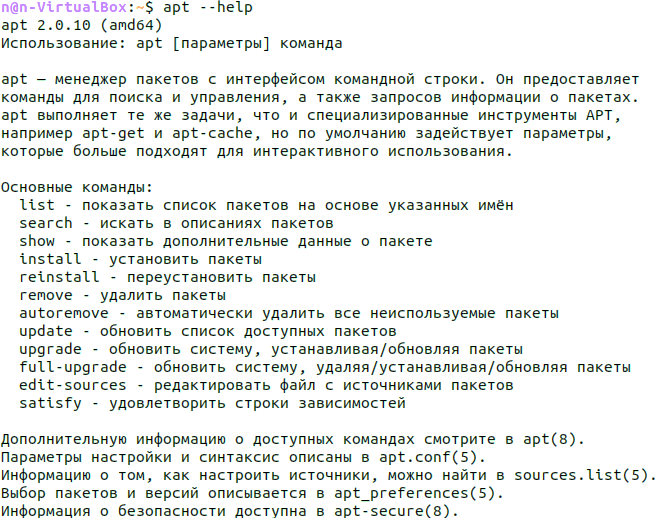 n@n-VirtualBox:~$ apt --help
apt 2.0.10 (amd64)
Использование: apt [параметры] команда

apt — менеджер пакетов с интерфейсом командной строки. Он предоставляет
команды для поиска и управления, а также запросов информации о пакетах.
apt выполняет те же задачи, что и специализированные инструменты APT,
например apt-get и apt-cache, но по умолчанию задействует параметры,
которые больше подходят для интерактивного использования.

Основные команды:
  list - показать список пакетов на основе указанных имён
  search - искать в описаниях пакетов
  show - показать дополнительные данные о пакете
  install - установить пакеты
  reinstall - переустановить пакеты
  remove - удалить пакеты
  autoremove - автоматически удалить все неиспользуемые пакеты
  update - обновить список доступных пакетов
  upgrade - обновить систему, устанавливая/обновляя пакеты
  full-upgrade - обновить систему, удаляя/устанавливая/обновляя пакеты
  edit-sources - редактировать файл с источниками пакетов
  satisfy - удовлетворить строки зависимостей

Дополнительную информацию о доступных командах смотрите в apt(8).
Параметры настройки и синтаксис описаны в apt.conf(5).
Информацию о том, как настроить источники, можно найти в sources.list(5).
Выбор пакетов и версий описывается в apt_preferences(5).
Информация о безопасности доступна в apt-secure(8).